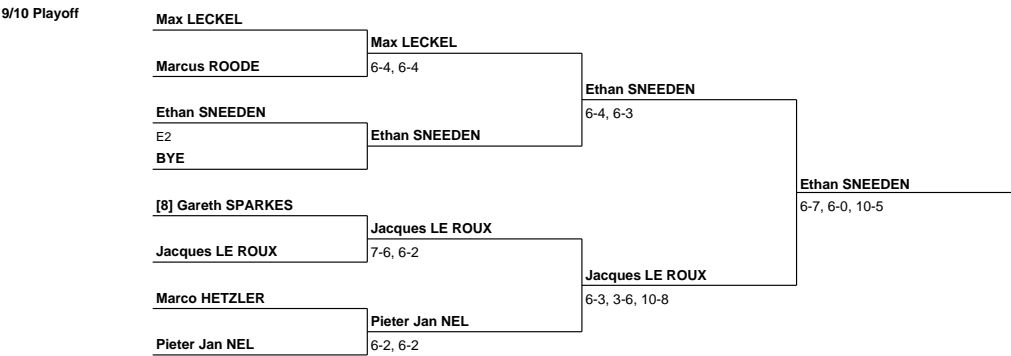 9/10 Playoff
Max LECKEL
Max LECKEL
Marcus ROODE
6-4, 6-4
Ethan SNEEDEN
Ethan SNEEDEN
6-4, 6-3
E2
Ethan SNEEDEN
BYE
Ethan SNEEDEN
[8] Gareth SPARKES
6-7, 6-0, 10-5
Jacques LE ROUX
Jacques LE ROUX
7-6, 6-2
Jacques LE ROUX
Marco HETZLER
6-3, 3-6, 10-8
Pieter Jan NEL
Pieter Jan NEL
6-2, 6-2